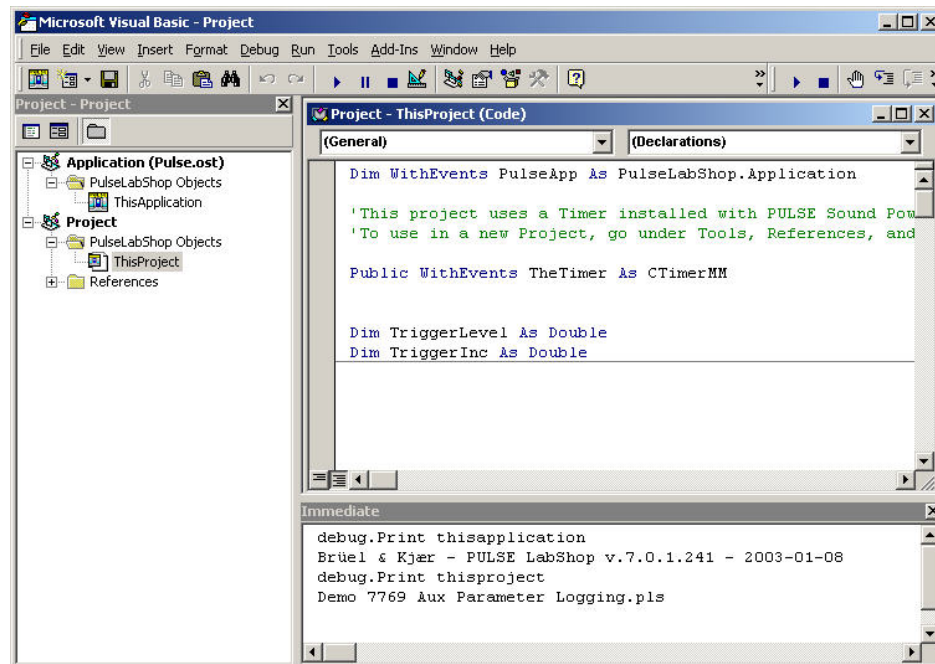 Microsoft Visual Basic - Project
File Edit View Insert Format Debug Run Tools Add-Ins Window Help
Project - Project
Application (Pulse.ost)
PulseLabShop Objects
ThisApplication
Project
PulseLabShop Objects
ThisProject
References
Project - ThisProject (Code)
(General) (Declarations)
Dim WithEvents PulseApp As PulseLabShop.Application
'This project uses a Timer installed with PULSE Sound Pow
'To use in a new Project, go under Tools, References, and
Public WithEvents TheTimer As CTimerMM
Dim TriggerLevel As Double
Dim TriggerInc As Double
Immediate
debug.Print thisapplication
Brüel & Kjær - PULSE LabShop v.7.0.1.241 - 2003-01-08
debug.Print thisproject
Demo 7769 Aux Parameter Logging.pls